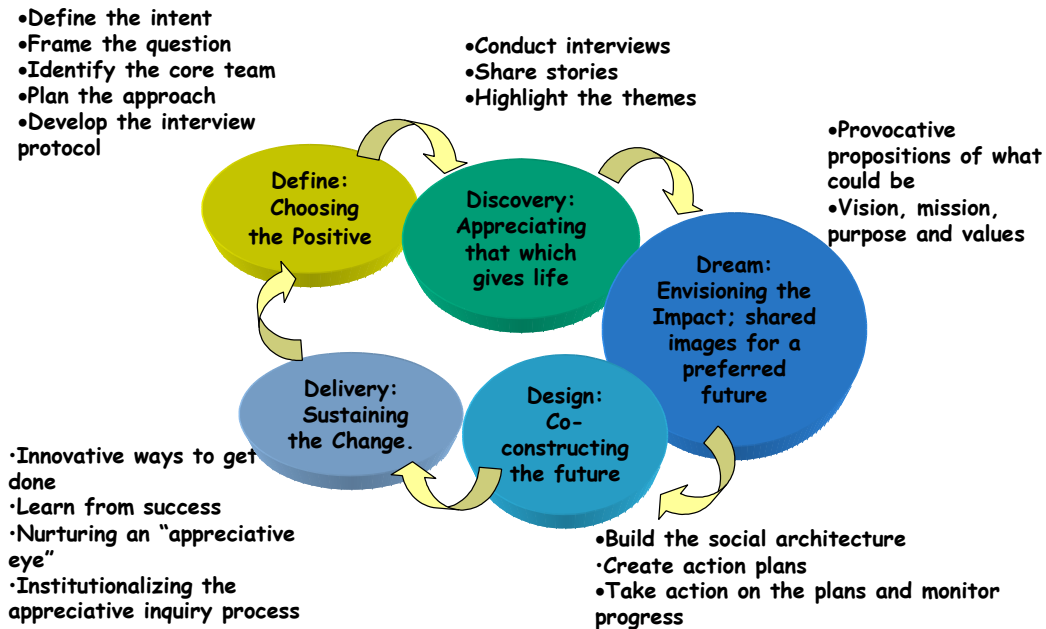 •Define the intent
•Frame the question
•Identify the core team
•Plan the approach
•Develop the interview
protocol
•Conduct interviews
•Share stories
•Highlight the themes
•Provocative
propositions of what
could be
•Vision, mission,
purpose and values
Define:
Choosing
the Positive
Discovery:
Appreciating
that which
gives life
Dream:
Envisioning the
Impact; shared
images for a
preferred
future
Design:
Co-
constructing
the future
Delivery:
Sustaining
the Change.
•Build the social architecture
·Create action plans
•Take action on the plans and monitor
progress
·Innovative ways to get
done
·Learn from success
·Nurturing an “appreciative
eye”
·Institutionalizing the
appreciative inquiry process